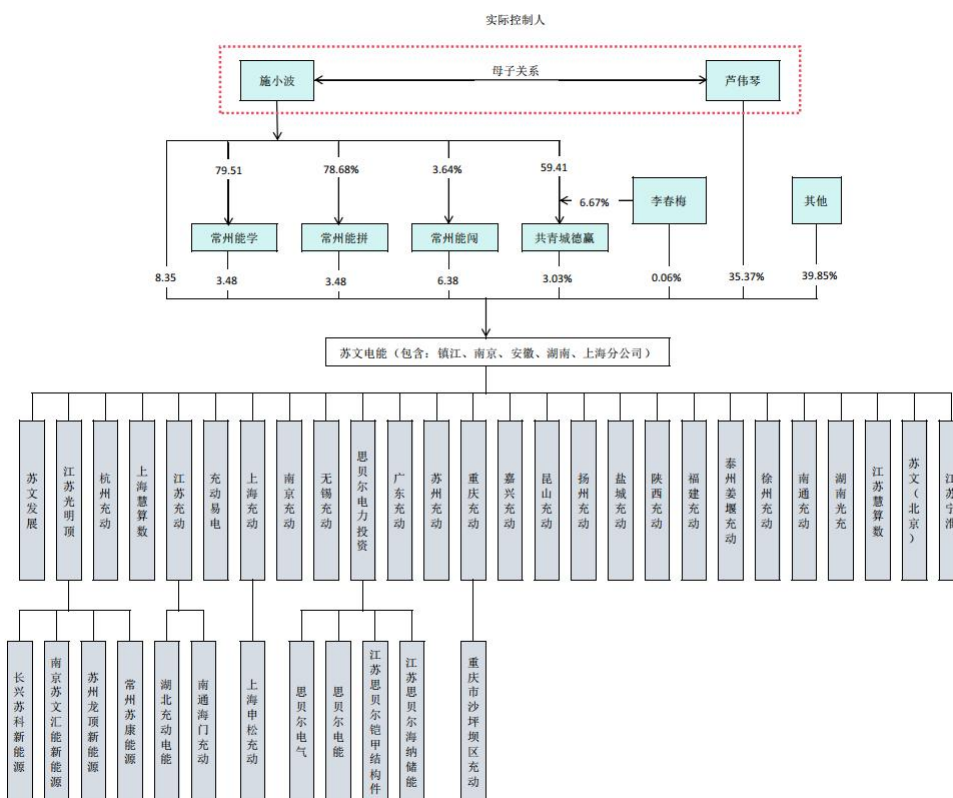 实际控制人
施小波
母子关系
芦伟琴
79.51
78.68%
3.64%
59.41
6.67%
李春梅
其他
常州能学
常州能拼
常州能闯
共青城德赢
8.35
3.48
3.48
6.38
3.03%
0.06%
35.37%
39.85%
苏文电能（包含：镇江、南京、安徽、湖南、上海分公司）
苏文发展
江苏光明顶
杭州充动
上海慧算数
江苏充动
充动易电
上海充动
南京充动
无锡充动
思贝尔电力投资
广东充动
苏州充动
重庆充动
嘉兴充动
昆山充动
扬州充动
盐城充动
陕西充动
福建充动
泰州姜堰充动
徐州充动
南通充动
湖南光充
江苏慧算数
苏文（北京）
江苏宁淮
长兴苏科新能源
南京苏文汇能新能源
苏州龙顶新能源
常州苏康能源
湖北充动电能
南通海门充动
上海申松充动
思贝尔电气
思贝尔电能
江苏思贝尔铠甲结构件
江苏思贝尔海纳储能
重庆市沙坪坝区充动